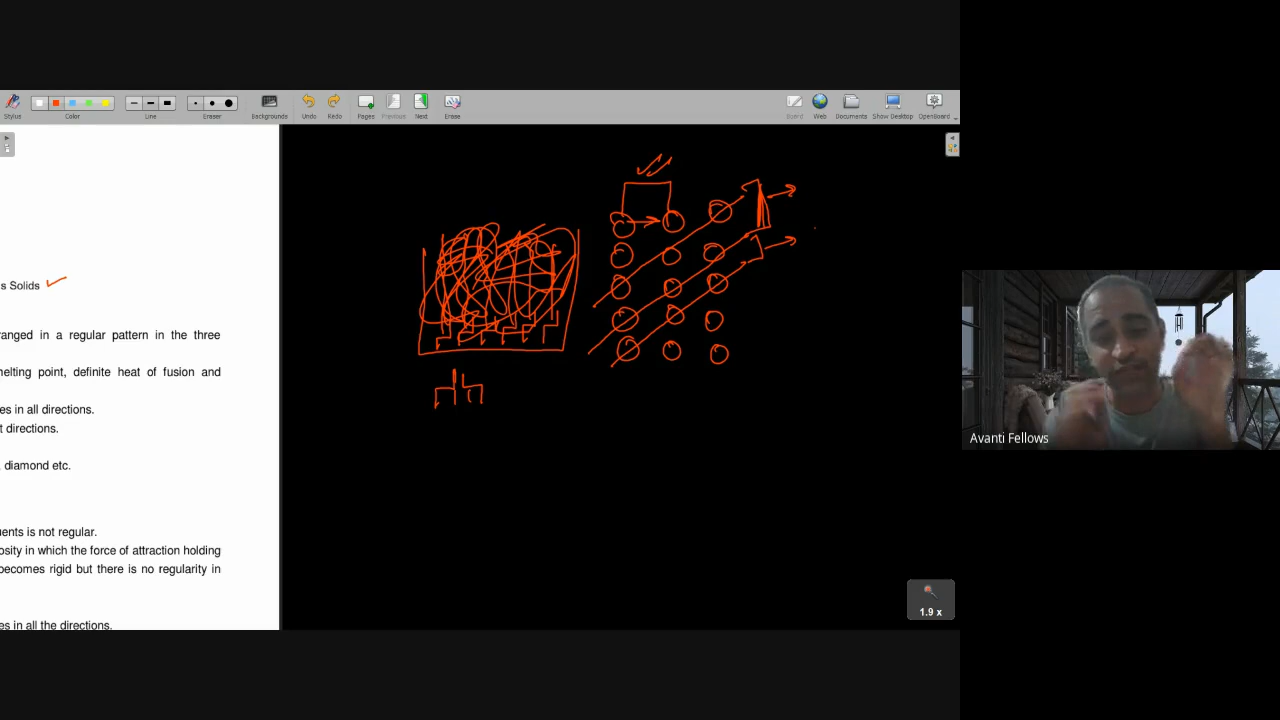 Stylus
Color
Line
Eraser
Backgrounds
Undo
Redo
Pages
Previous
Next
Erase
Board
Web
Documents
Show Desktop
OpenBoard
s Solids
ranged in a regular pattern in the three
melting point, definite heat of fusion and
es in all directions.
t directions.
diamond etc.
uents is not regular.
osity in which the force of attraction holding
becomes rigid but there is no regularity in
es in all the directions.
1.9 x
Avanti Fellows